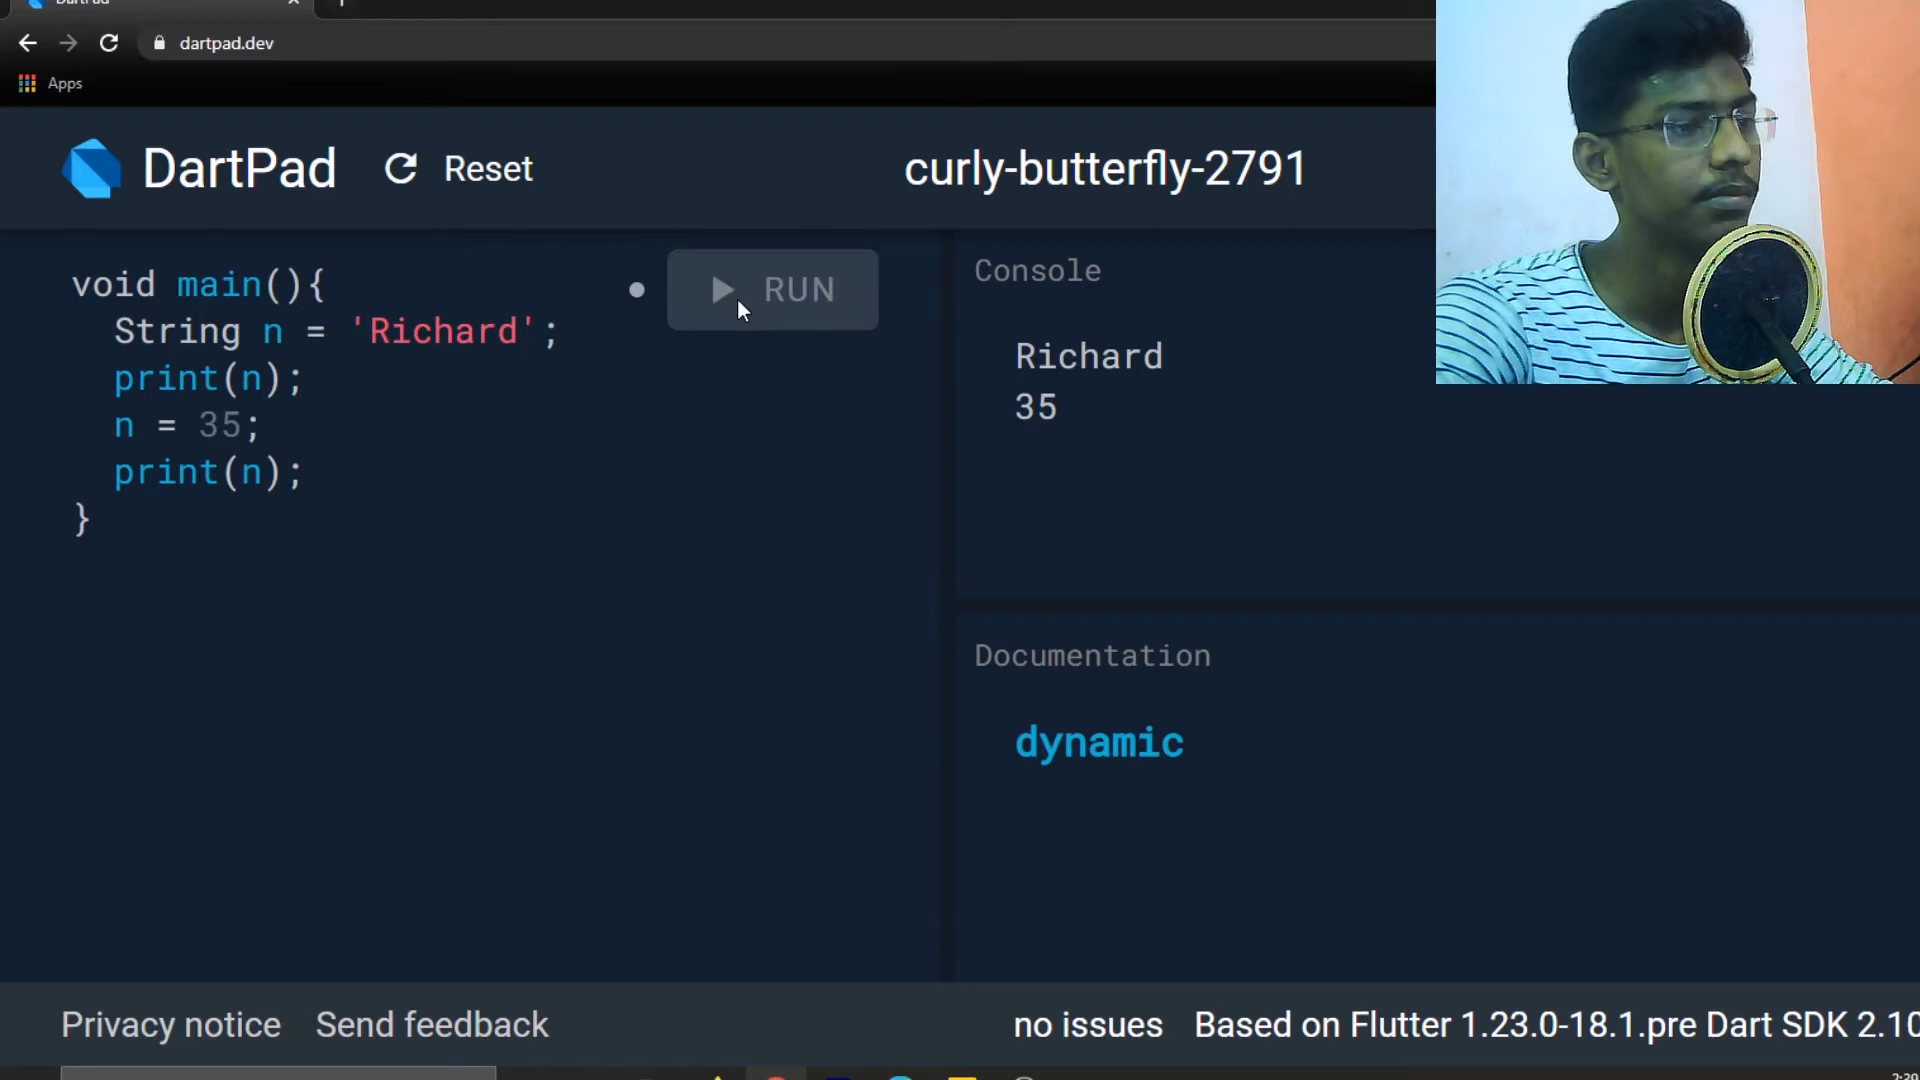 DartPad
dartpad.dev
Apps
DartPad
Reset
curly-butterfly-2791
void main(){
String n = 'Richard';
print(n);
n = 35;
print(n);
}
RUN
Console
Richard
35
Documentation
dynamic
Privacy notice
Send feedback
no issues
Based on Flutter 1.23.0-18.1.pre Dart SDK 2.10